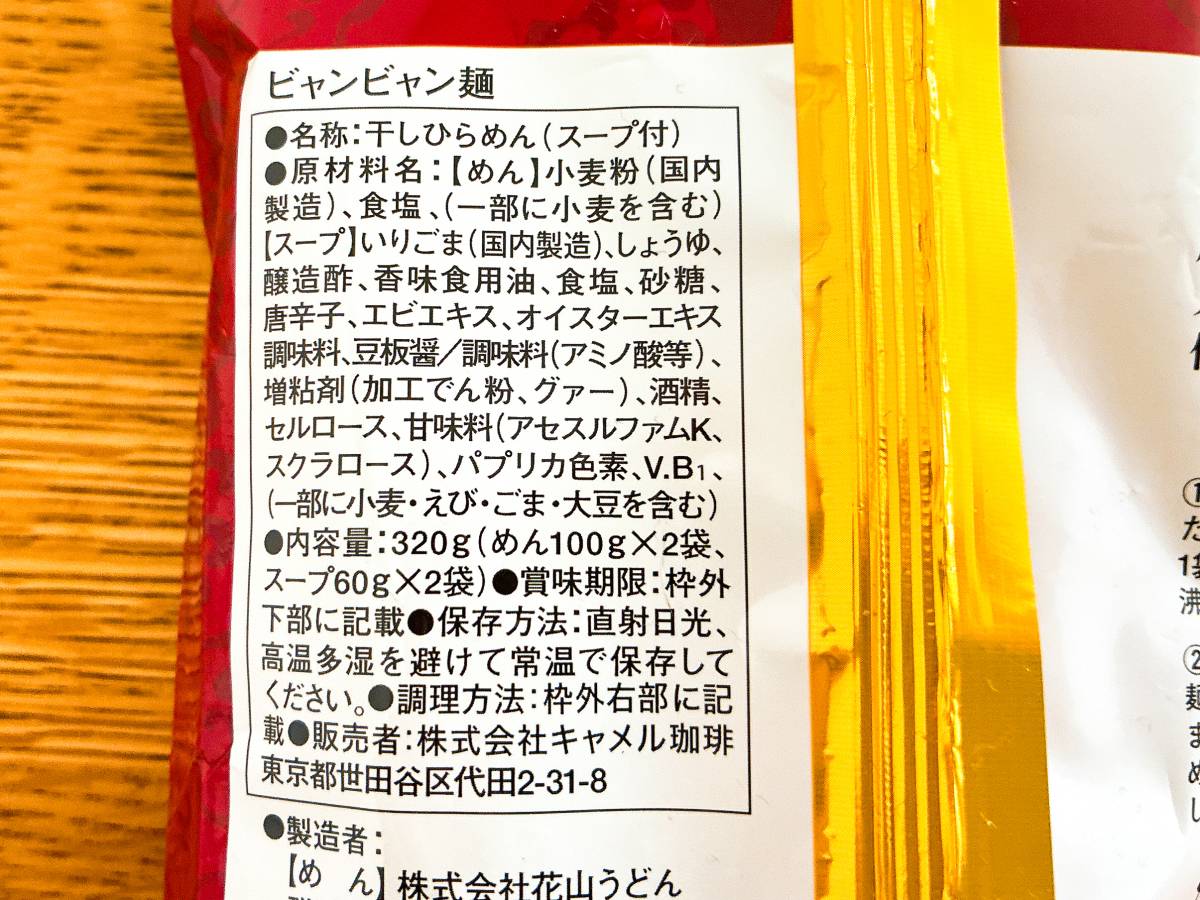 ビャンビャン麺
●名称:干しひらめん(スープ付)
●原材料名:【めん】小麦粉(国内
製造)、食塩、(一部に小麦を含む)
【スープ】いりごま(国内製造)、しょうゆ、
醸造酢、香味食用油、食塩、砂糖、
唐辛子、エビエキス、オイスターエキス
調味料、豆板醤/調味料(アミノ酸等)、
増粘剤(加工でん粉、グァー)、酒精、
セルロース、甘味料(アセスルファムK、
スクラロース)、パプリカ色素、V.B₁、
(一部に小麦・えび・ごま・大豆を含む)
●内容量:320g(めん100g×2袋、
スープ60g×2袋)●賞味期限:枠外
下部に記載●保存方法:直射日光、
高温多湿を避けて常温で保存して
ください。●調理方法:枠外右部に記
載●販売者:株式会社キャメル珈琲
東京都世田谷区代田2-31-8
●製造者:
【めん】株式会社花山うどん
①
た
1袋
沸
②
麺
ま
め
し